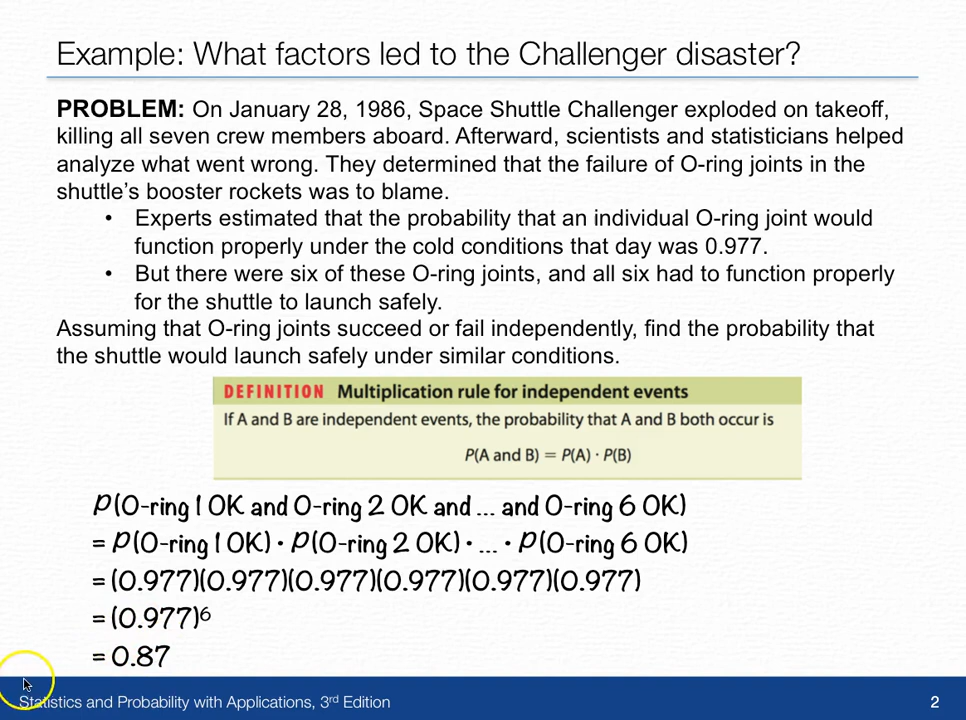 Example: What factors led to the Challenger disaster?
PROBLEM: On January 28, 1986, Space Shuttle Challenger exploded on takeoff,
killing all seven crew members aboard. Afterward, scientists and statisticians helped
analyze what went wrong. They determined that the failure of O-ring joints in the
shuttle's booster rockets was to blame.
• Experts estimated that the probability that an individual O-ring joint would
function properly under the cold conditions that day was 0.977.
• But there were six of these O-ring joints, and all six had to function properly
for the shuttle to launch safely.
Assuming that O-ring joints succeed or fail independently, find the probability that
the shuttle would launch safely under similar conditions.
DEFINITION Multiplication rule for independent events
If A and B are independent events, the probability that A and B both occur is
P(A and B) = P(A) · P(B)
P(O-ring 1 OK and O-ring 2 OK and ... and O-ring 6 OK)
= P(O-ring 1 OK) · P(O-ring 2 OK) · ... · P(O-ring 6 OK)
= (0.977)(0.977)(0.977)(0.977)(0.977)(0.977)
= (0.977)⁶
= 0.87
Statistics and Probability with Applications, 3rd Edition 2